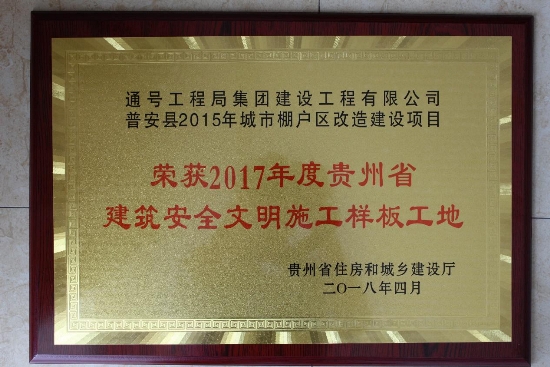 通号工程局集团建设工程有限公司
普安县2015年城市棚户区改造建设项目
荣获2017年度贵州省
建筑安全文明施工样板工地
贵州省住房和城乡建设厅
二〇一八年四月